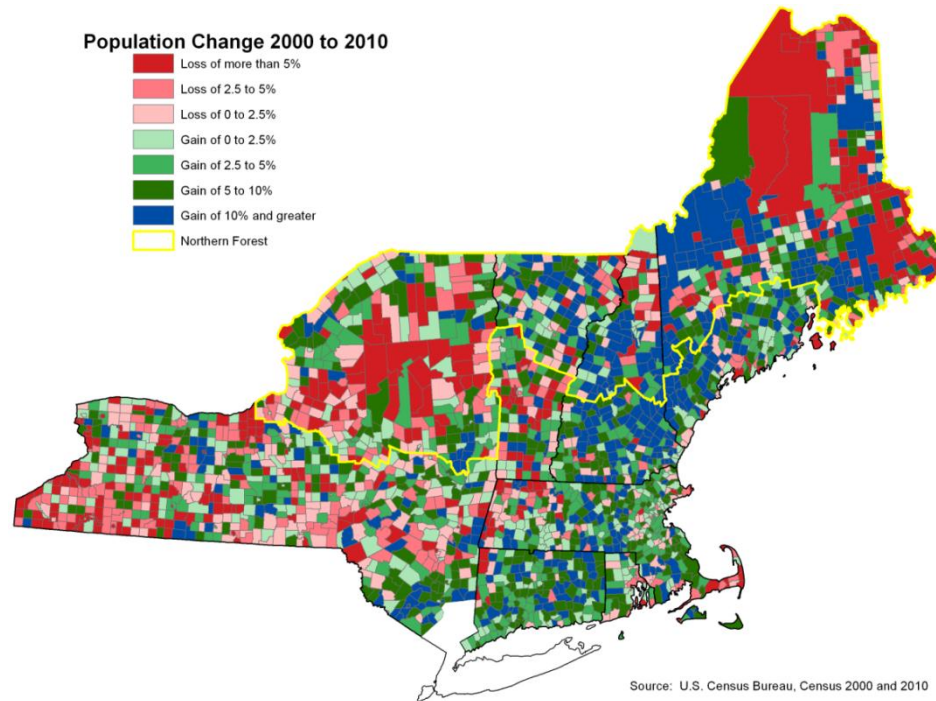 Population Change 2000 to 2010
Loss of more than 5%
Loss of 2.5 to 5%
Loss of 0 to 2.5%
Gain of 0 to 2.5%
Gain of 2.5 to 5%
Gain of 5 to 10%
Gain of 10% and greater
Northern Forest
Source: U.S. Census Bureau, Census 2000 and 2010